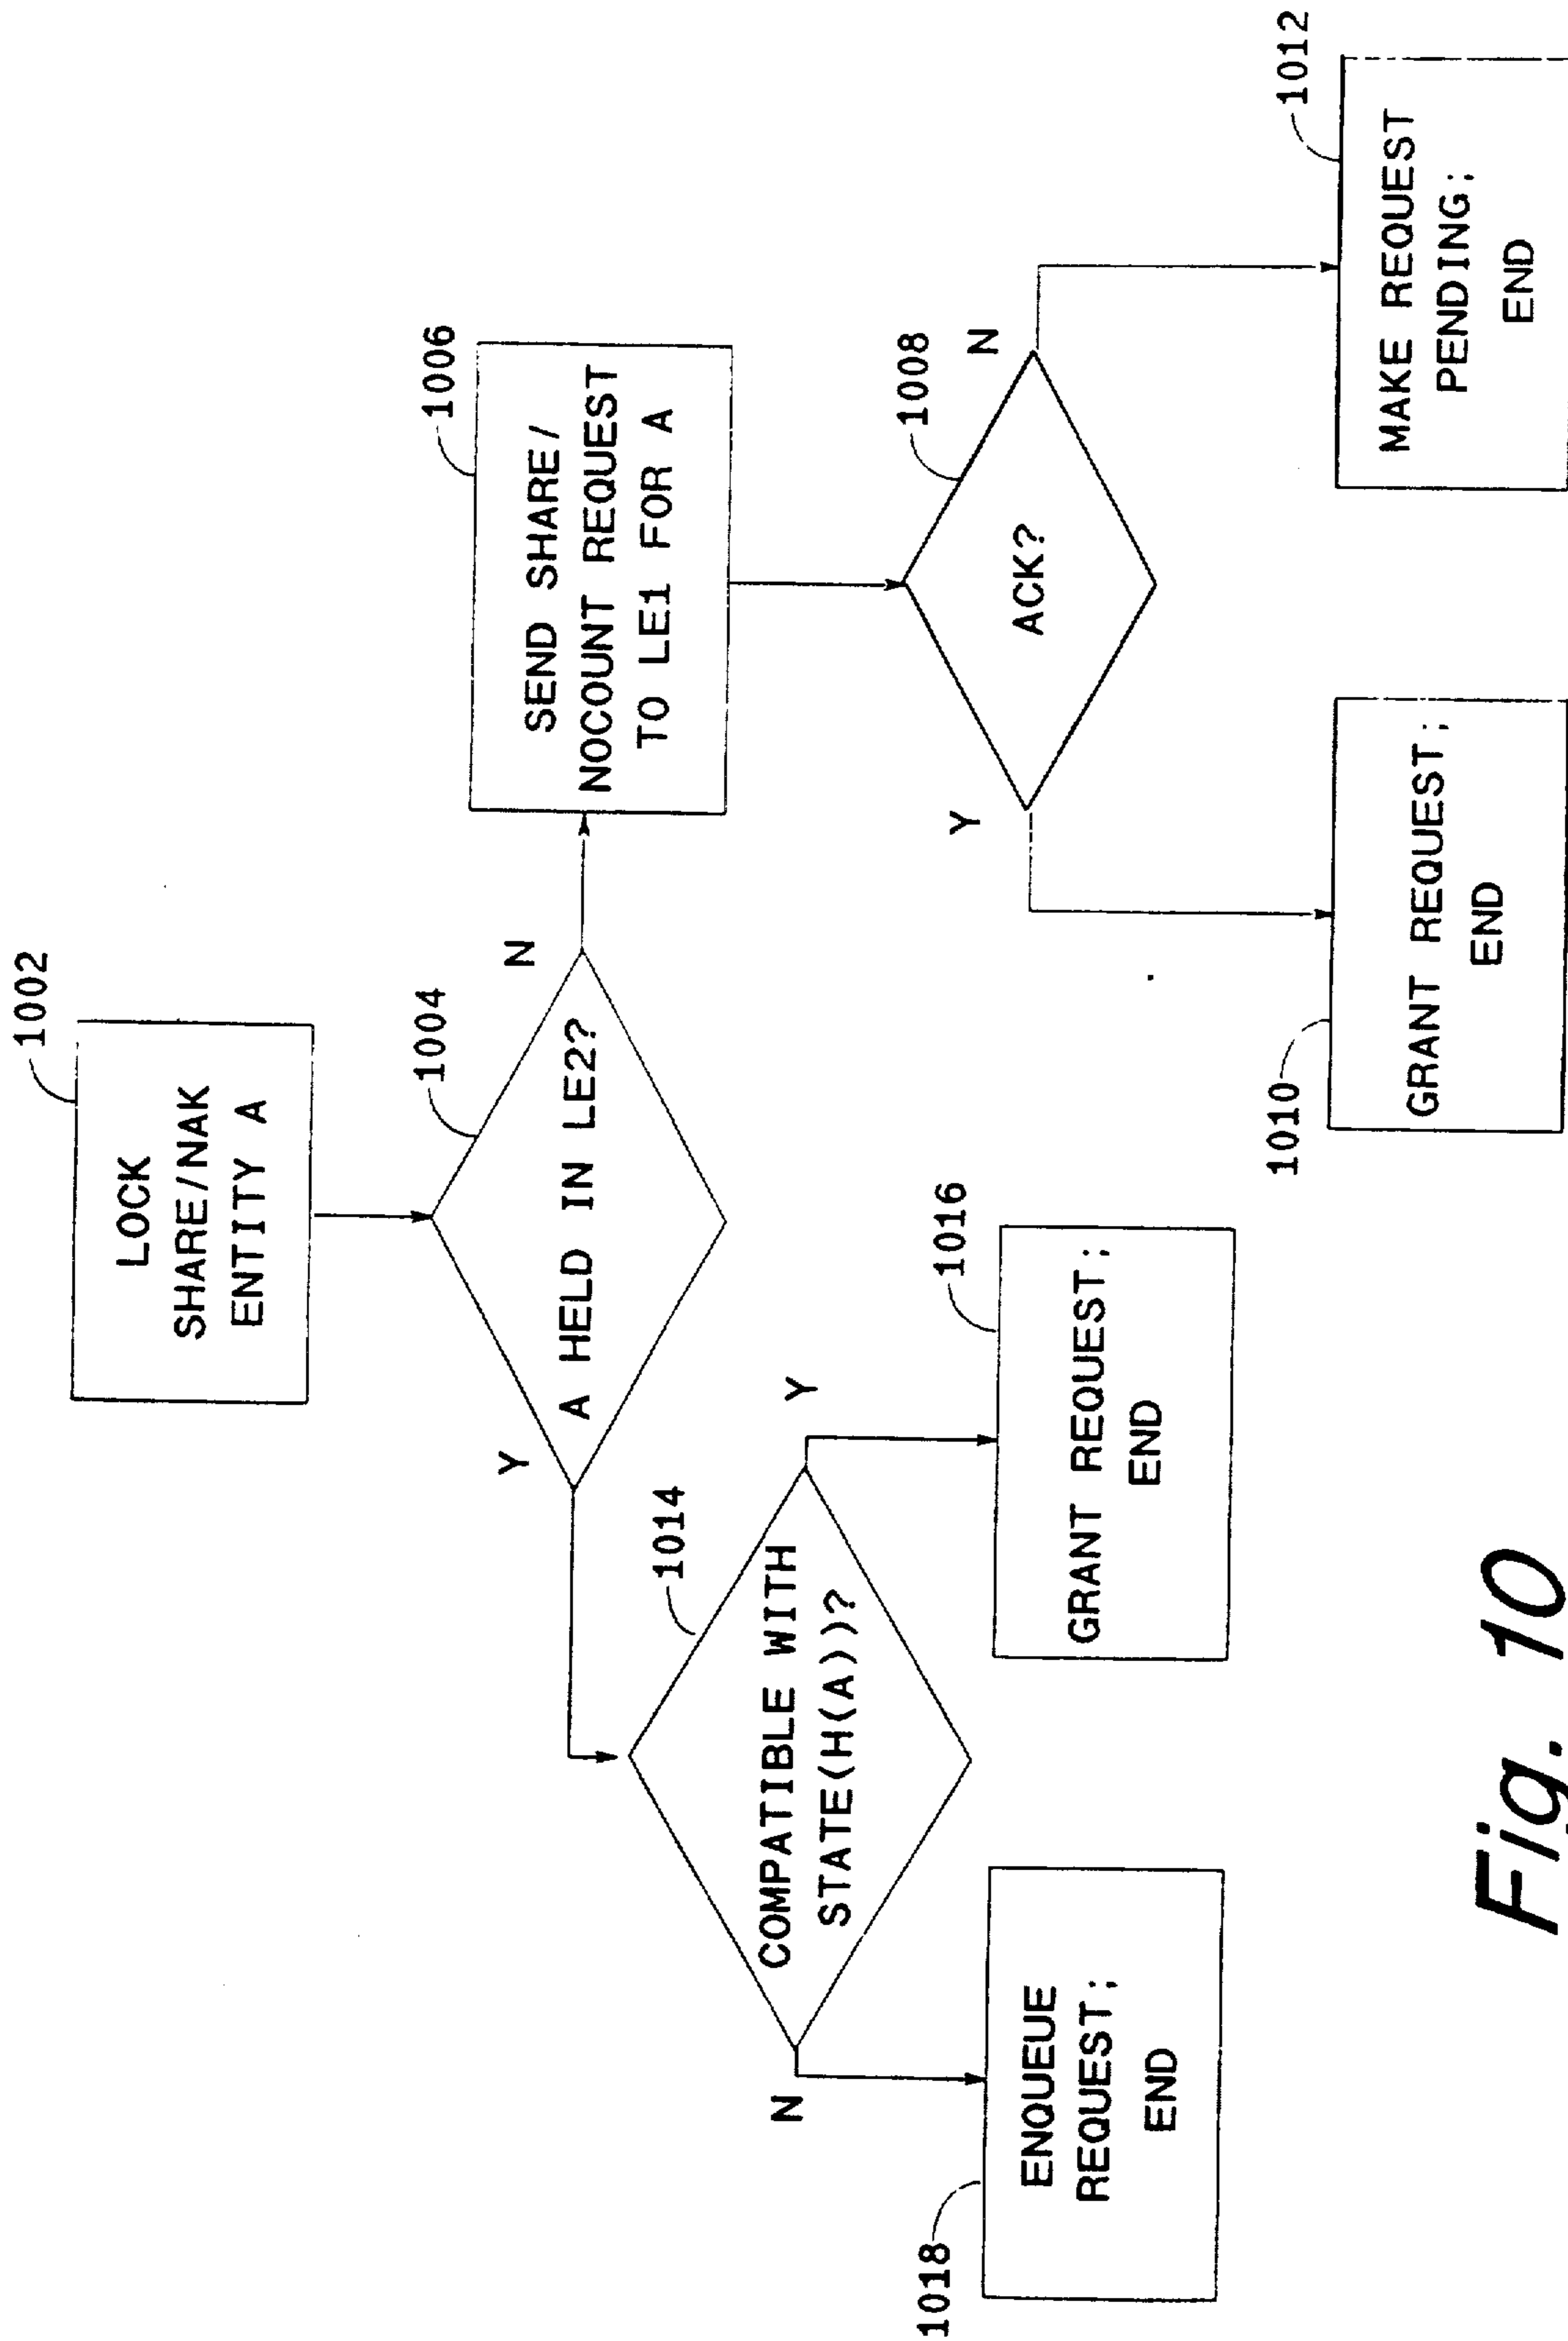 1002
LOCK
SHARE/NAK
ENTITY A
1004
A HELD IN LE2?
Y
N
1006
SEND SHARE/
NOCOUNT REQUEST
TO LE1 FOR A
1008
ACK?
Y
N
1010
GRANT REQUEST;
END
1012
MAKE REQUEST
PENDING;
END
1014
COMPATIBLE WITH
STATE(H(A))?
N
Y
1016
GRANT REQUEST;
END
1018
ENQUEUE
REQUEST;
END
Fig. 10